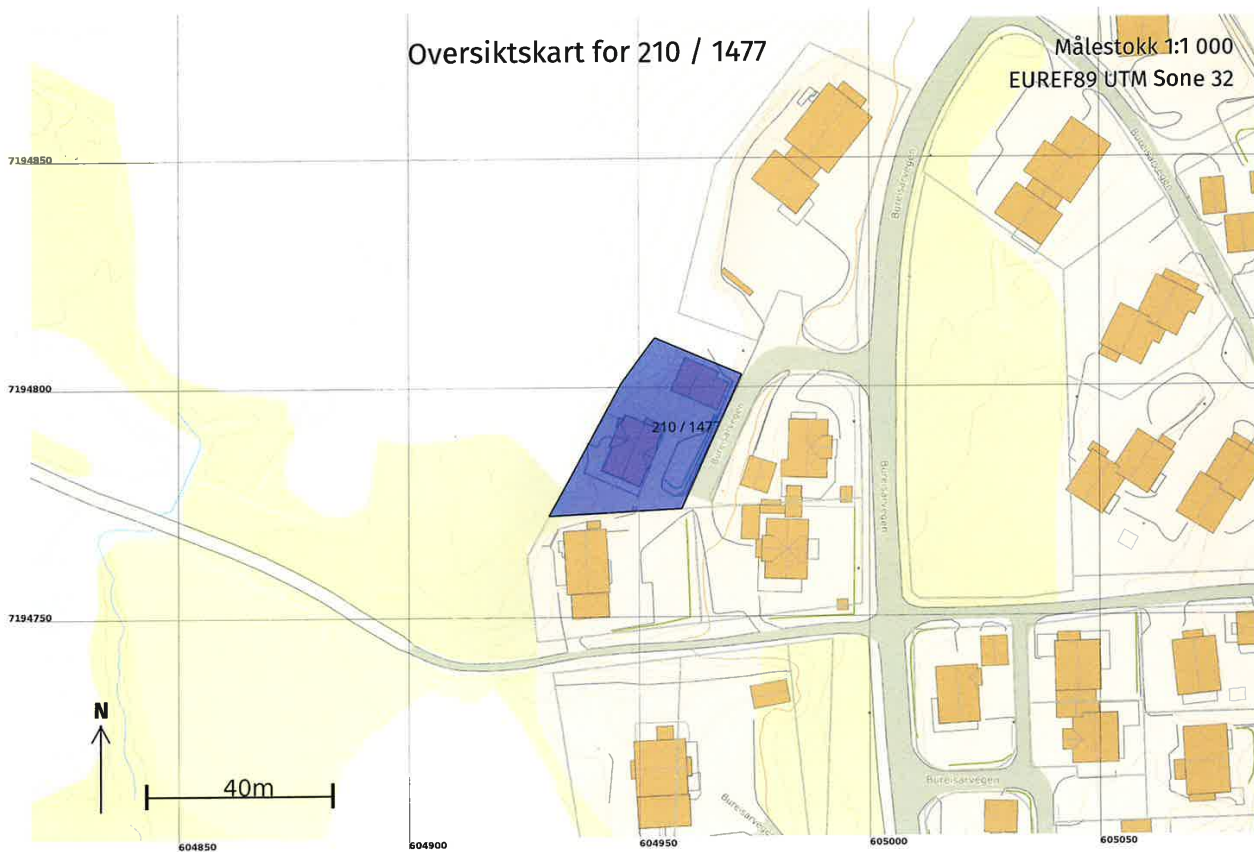 Oversiktskart for 210 / 1477
Målestokk 1:1 000
EUREF89 UTM Sone 32
7194850
Bureisarvegen
Bureisarvegen
7194800
210 / 1477
Bureisarvegen
Bureisarvegen
7194750
N
40m
Bureisarvegen
Bureisarvegen
604850
604900
604950
605000
605050